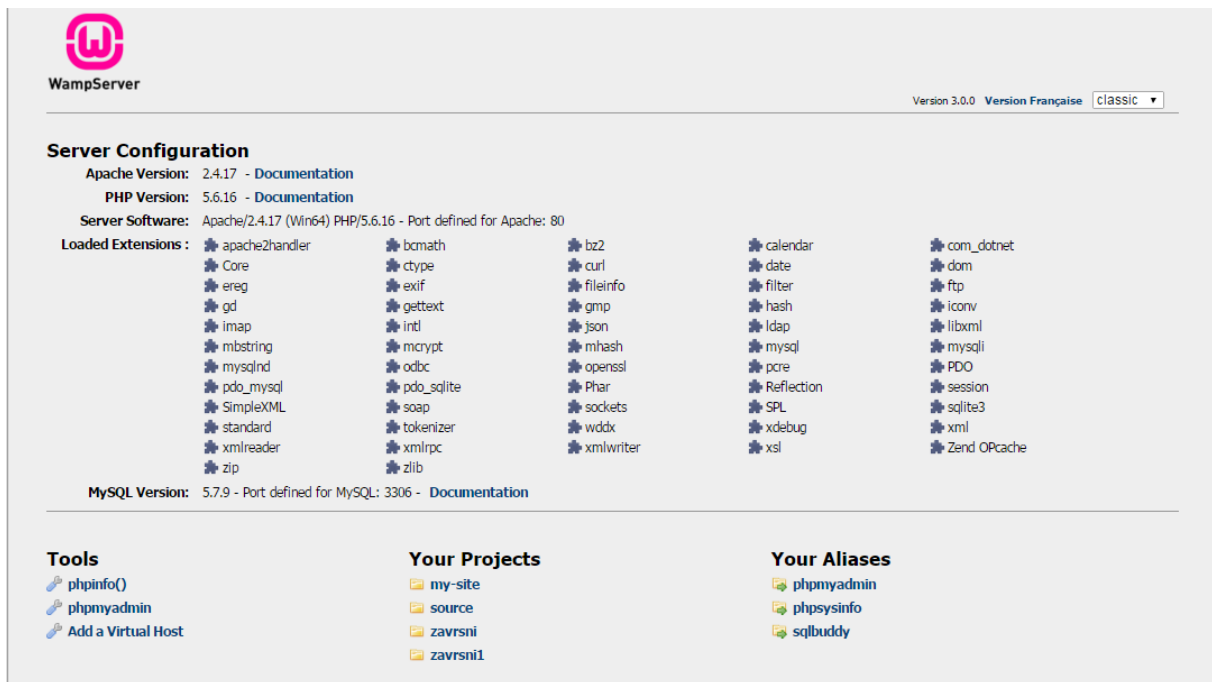 WampServer
Version 3.0.0 Version Française classic
Server Configuration
Apache Version: 2.4.17 - Documentation
PHP Version: 5.6.16 - Documentation
Server Software: Apache/2.4.17 (Win64) PHP/5.6.16 - Port defined for Apache: 80
Loaded Extensions : apache2handler bcmath bz2 calendar com_dotnet
Core ctype curl date dom
ereg exif fileinfo filter ftp
gd gettext gmp hash iconv
imap intl json ldap libxml
mbstring mcrypt mhash mysql mysqli
mysqlnd odbc openssl pcre PDO
pdo_mysql pdo_sqlite Phar Reflection session
SimpleXML soap sockets SPL sqlite3
standard tokenizer wddx xdebug xml
xmlreader xmlrpc xmlwriter xsl Zend OPcache
zip zlib
MySQL Version: 5.7.9 - Port defined for MySQL: 3306 - Documentation
Tools
phpinfo()
phpmyadmin
Add a Virtual Host
Your Projects
my-site
source
zavrsni
zavrsni1
Your Aliases
phpmyadmin
phpsysinfo
sqlbuddy